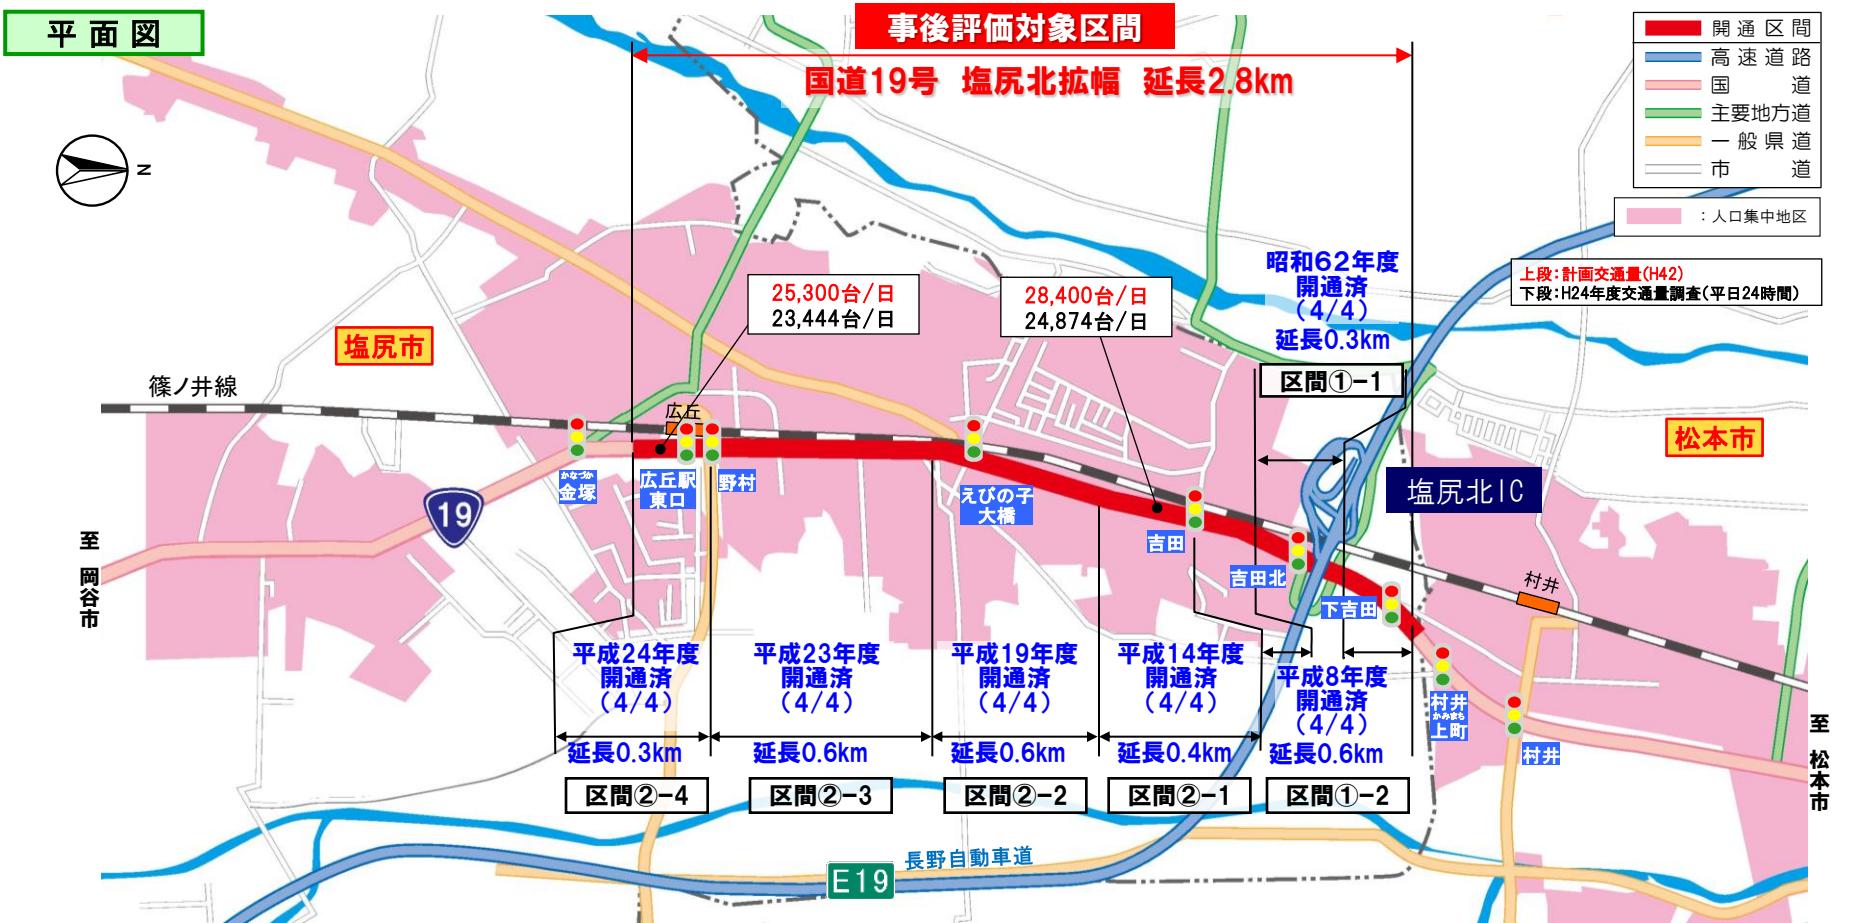 平面図
事後評価対象区間
国道19号 塩尻北拡幅 延長2.8km
開通区間
高速道路
国道
主要地方道
一般県道
市道
：人口集中地区
上段：計画交通量(H42)
下段：H24年度交通量調査(平日24時間)
N
塩尻市
松本市
篠ノ井線
25,300台/日
23,444台/日
28,400台/日
24,874台/日
昭和62年度
開通済
（4/4）
延長0.3km
区間①-1
広丘
かなづか
金塚
広丘駅
東口
野村
えびの子
大橋
吉田
吉田北
下吉田
塩尻北IC
村井
村井
かみまち
上町
村井
19
至 岡谷市
至 松本市
平成24年度
開通済
（4/4）
延長0.3km
区間②-4
平成23年度
開通済
（4/4）
延長0.6km
区間②-3
平成19年度
開通済
（4/4）
延長0.6km
区間②-2
平成14年度
開通済
（4/4）
延長0.4km
区間②-1
平成8年度
開通済
（4/4）
延長0.6km
区間①-2
長野自動車道
E19